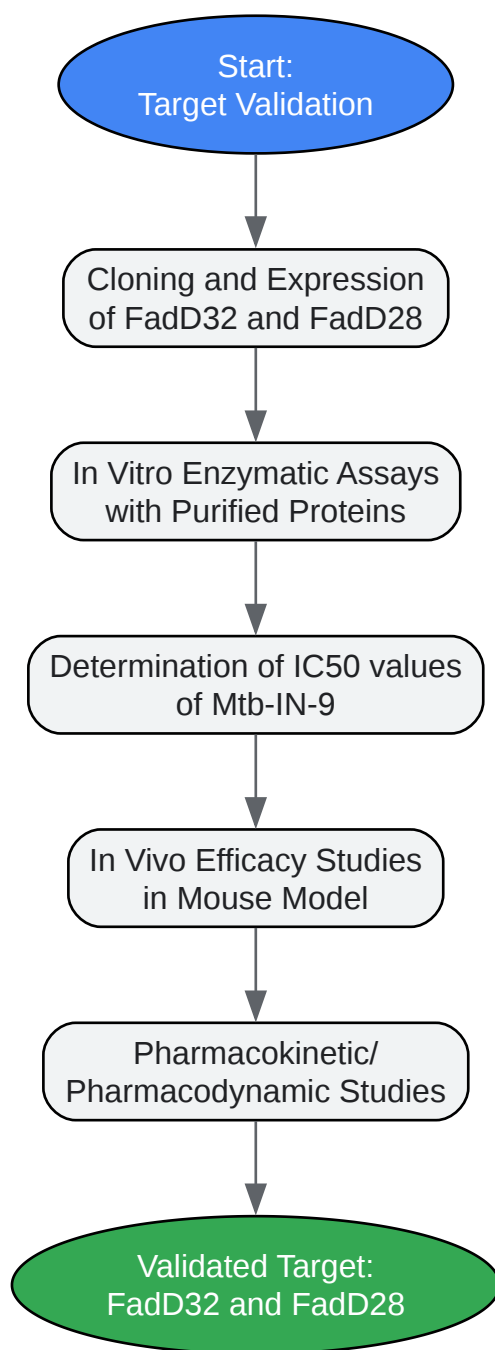 Start:
Target Validation
Cloning and Expression
of FadD32 and FadD28
In Vitro Enzymatic Assays
with Purified Proteins
Determination of IC50 values
of Mtb-IN-9
In Vivo Efficacy Studies
in Mouse Model
Pharmacokinetic/
Pharmacodynamic Studies
Validated Target:
FadD32 and FadD28